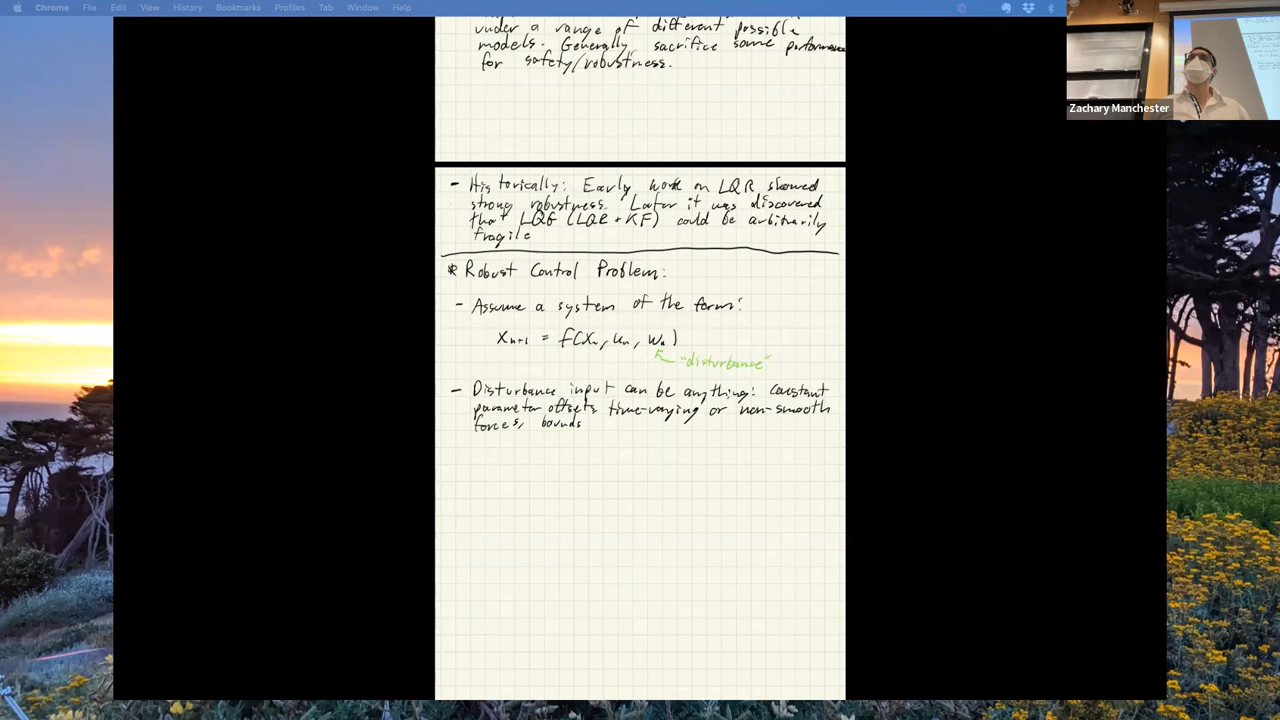 Chrome File Edit View History Bookmarks Profiles Tab Window Help
under a range of different possible
models. Generally sacrifice some performance
for safety/robustness.
Zachary Manchester
- Historically: Early work on LQR showed
strong robustness. Later it was discovered
that LQG (LQR + KF) could be arbitrarily
fragile
* Robust Control Problem:
- Assume a system of the form:
xₙ₊₁ = f(xₙ, uₙ, wₙ)
"disturbance"
- Disturbance input can be anything: constant
parameter offsets time-varying or non-smooth
forces, bounds